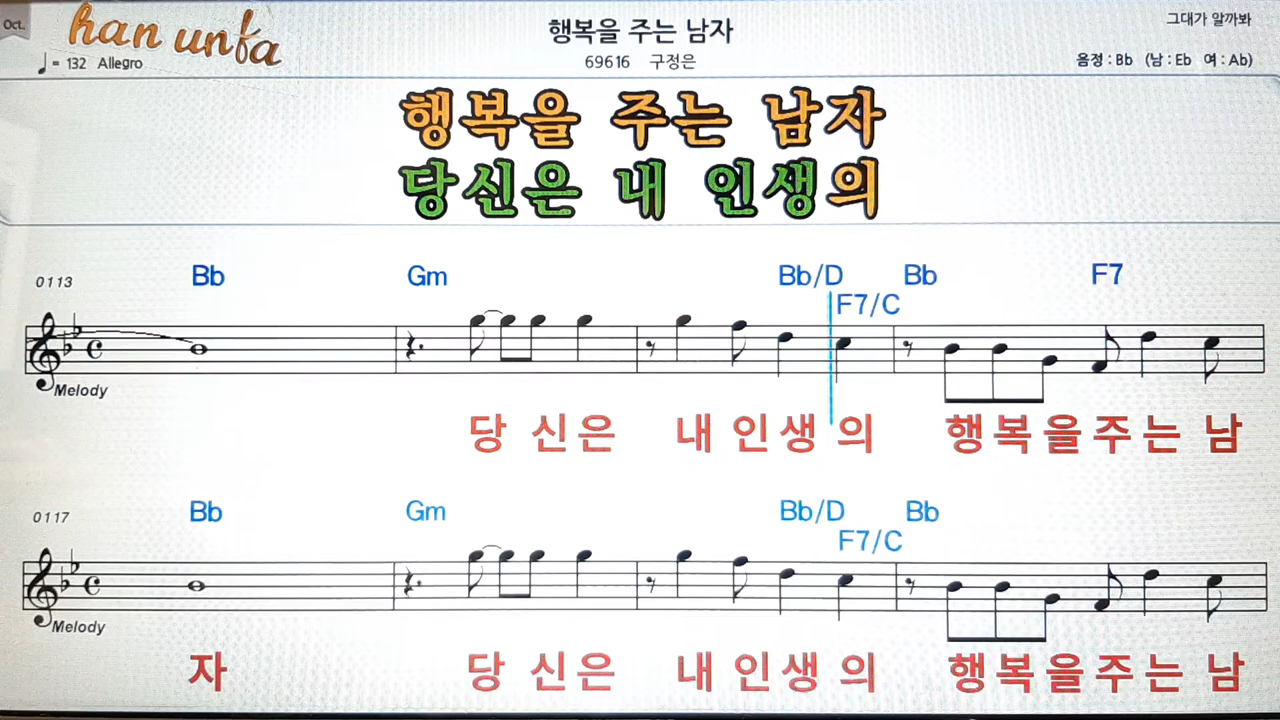 Oct.
han unfa
행복을 주는 남자
그대가 알까봐
♩ = 132 Allegro
69616 구정은
음정 : Bb (남 : Eb 여 : Ab)
행복을 주는 남자
당신은 내 인생의
0113 Bb Gm Bb/D Bb F7
F7/C
Melody
당 신은 내 인생 의 행복을주는 남
0117 Bb Gm Bb/D Bb
F7/C
Melody
자 당 신은 내 인생 의 행복을주는 남